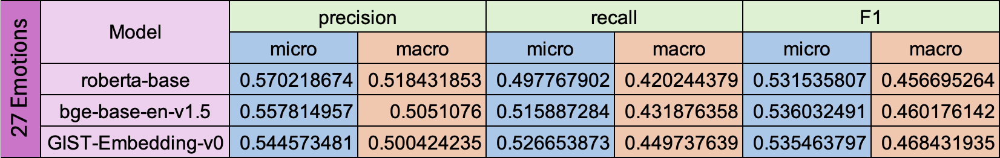 27 Emotions
Model precision recall F1
micro macro micro macro micro macro
roberta-base 0.570218674 0.518431853 0.497767902 0.420244379 0.531535807 0.456695264
bge-base-en-v1.5 0.557814957 0.5051076 0.515887284 0.431876358 0.536032491 0.460176142
GIST-Embedding-v0 0.544573481 0.500424235 0.526653873 0.449737639 0.535463797 0.468431935